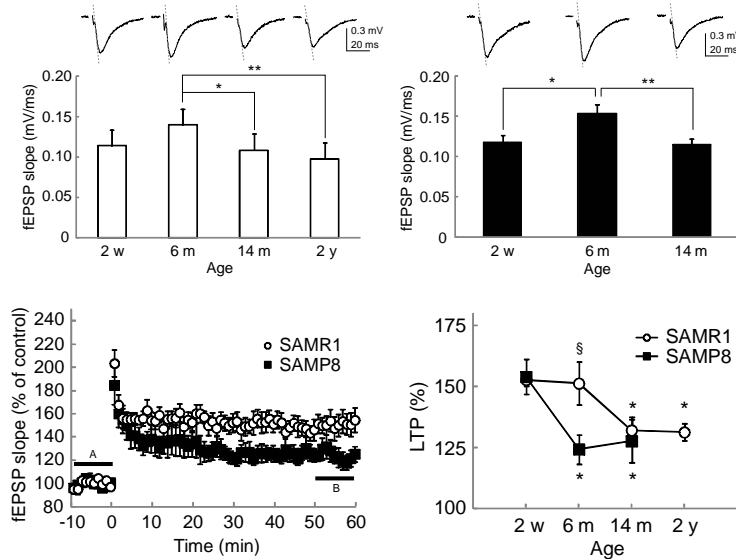 0.3 mV
20 ms
fEPSP slope (mV/ms)
0.20
0.15
0.10
0.05
0
**
*
2 w 6 m 14 m 2 y
Age
0.3 mV
20 ms
fEPSP slope (mV/ms)
0.20
0.15
0.10
0.05
0
* **
2 w 6 m 14 m
Age
fEPSP slope (% of control)
240
220
200
180
160
140
120
100
80
SAMR1
SAMP8
A
B
-10 0 10 20 30 40 50 60
Time (min)
LTP (%)
175
150
125
100
SAMR1
SAMP8
§
* *
* *
2 w 6 m 14 m 2 y
Age